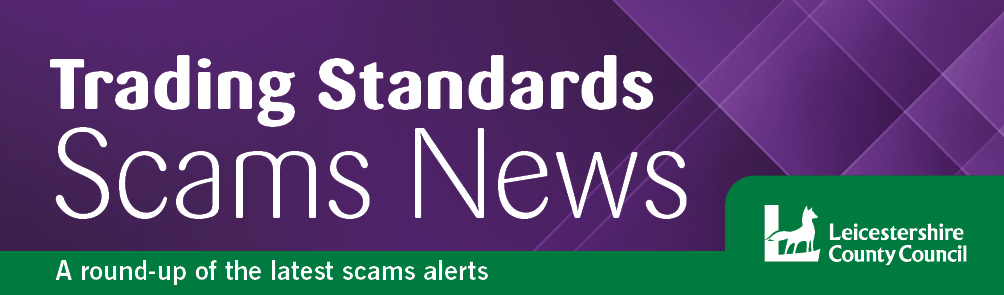 Trading Standards
Scams News
Leicestershire
County Council
A round-up of the latest scams alerts